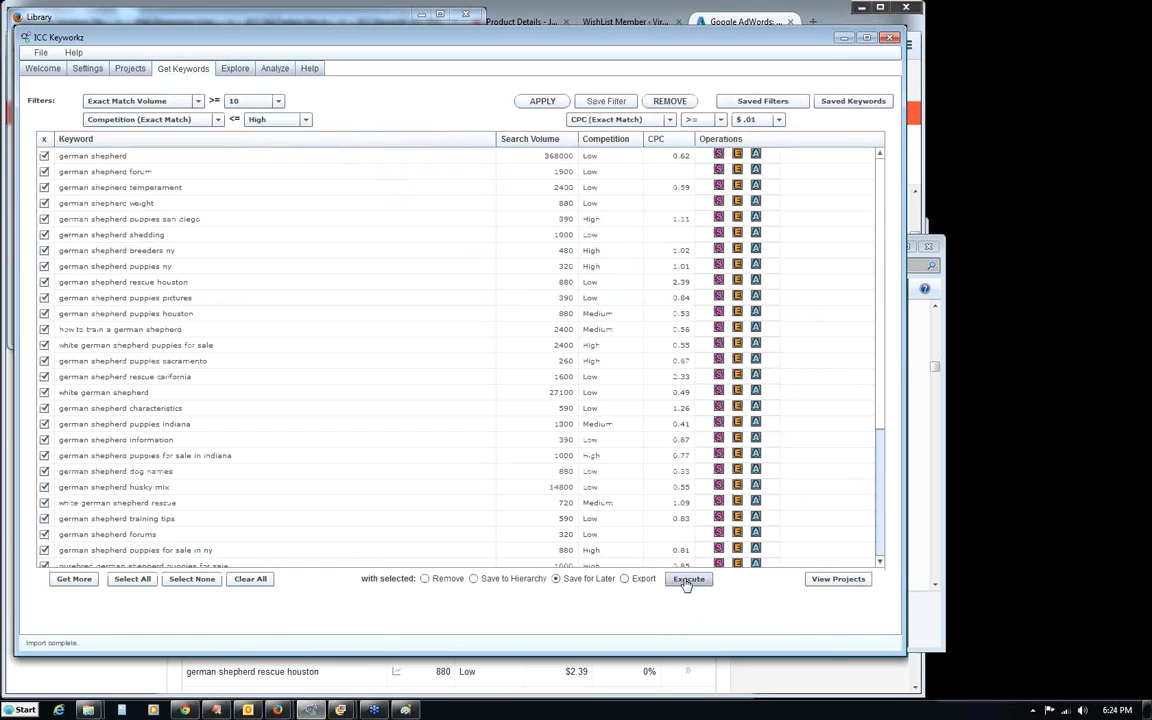 Library
Product Details - J...
WishList Member - Vir...
Google AdWords: ...
ICC Keyworkz
File Help
Welcome Settings Projects Get Keywords Explore Analyze Help
Filters: Exact Match Volume >= 10 APPLY Save Filter REMOVE Saved Filters Saved Keywords
Competition (Exact Match) <= High CPC (Exact Match) >= $ .01
x Keyword Search Volume Competition CPC Operations
german shepherd 368000 Low 0.62 S E A
german shepherd forum 1900 Low S E A
german shepherd temperament 2400 Low 0.59 S E A
german shepherd weight 880 Low S E A
german shepherd puppies san diego 390 High 1.11 S E A
german shepherd shedding 1000 Low S E A
german shepherd breeders ny 480 High 1.02 S E A
german shepherd puppies ny 320 High 1.01 S E A
german shepherd rescue houston 880 Low 2.39 S E A
german shepherd puppies pictures 390 Low 0.84 S E A
german shepherd puppies houston 880 Medium 0.53 S E A
how to train a german shepherd 2400 Medium 0.56 S E A
white german shepherd puppies for sale 2400 High 0.55 S E A
german shepherd puppies sacramento 260 High 0.67 S E A
german shepherd rescue california 1600 Low 2.33 S E A
white german shepherd 27100 Low 0.49 S E A
german shepherd characteristics 590 Low 1.26 S E A
german shepherd puppies indiana 1300 Medium 0.41 S E A
german shepherd information 390 Low 0.87 S E A
german shepherd puppies for sale in indiana 1000 High 0.77 S E A
german shepherd dog names 880 Low 0.33 S E A
german shepherd husky mix 14800 Low 0.55 S E A
white german shepherd rescue 720 Medium 1.09 S E A
german shepherd training tips 590 Low 0.83 S E A
german shepherd forums 320 Low S E A
german shepherd puppies for sale in ny 880 High 0.81 S E A
purebred german shepherd puppies for sale 1000 High 0.85
Get More Select All Select None Clear All with selected: Remove Save to Hierarchy Save for Later Export Execute View Projects
Import complete.
german shepherd rescue houston 880 Low $2.39 0% »
Start 6:24 PM